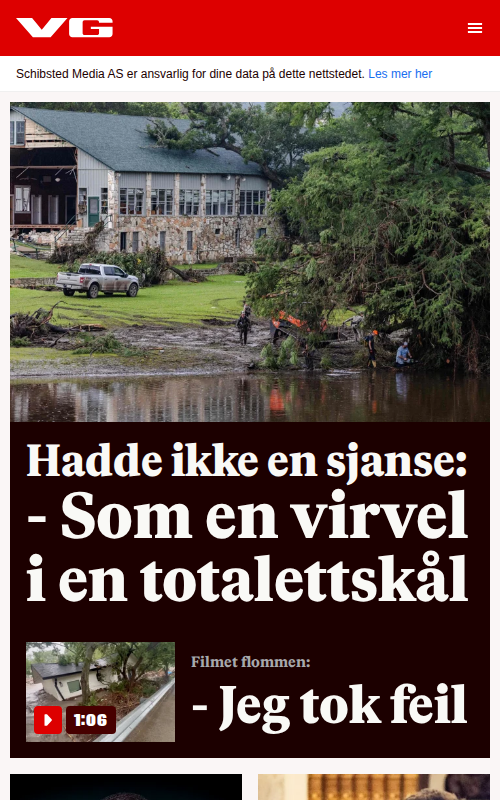 VG
Schibsted Media AS er ansvarlig for dine data på dette nettstedet. Les mer her
Hadde ikke en sjanse:
- Som en virvel
i en totalettskål
Filmet flommen:
- Jeg tok feil
1:06